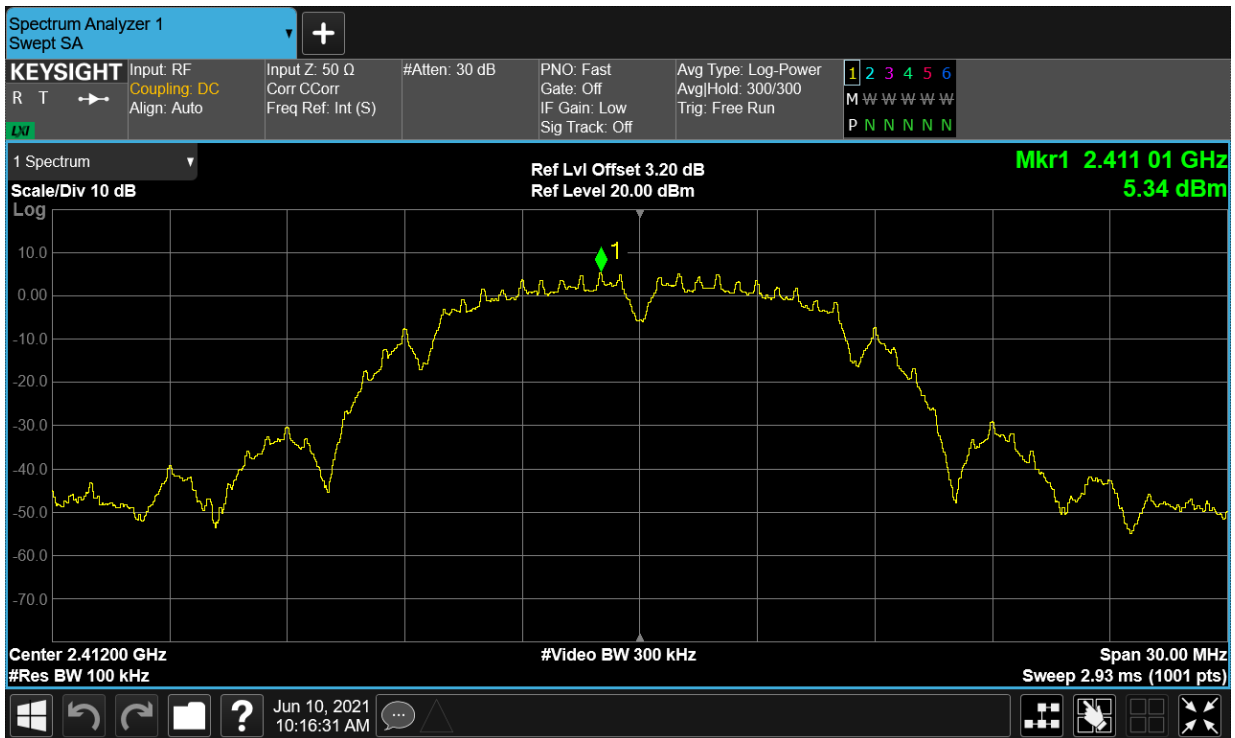 Spectrum Analyzer 1
Swept SA
KEYSIGHT
R T
LXI
Input: RF
Coupling: DC
Align: Auto
Input Z: 50 Ω
Corr CCorr
Freq Ref: Int (S)
#Atten: 30 dB
PNO: Fast
Gate: Off
IF Gain: Low
Sig Track: Off
Avg Type: Log-Power
Avg|Hold: 300/300
Trig: Free Run
1 2 3 4 5 6
M W W W W W
P N N N N N
1 Spectrum
Scale/Div 10 dB
Ref Lvl Offset 3.20 dB
Ref Level 20.00 dBm
Mkr1 2.411 01 GHz
5.34 dBm
Log
1
10.0
0.00
-10.0
-20.0
-30.0
-40.0
-50.0
-60.0
-70.0
Center 2.41200 GHz
#Res BW 100 kHz
#Video BW 300 kHz
Span 30.00 MHz
Sweep 2.93 ms (1001 pts)
?
Jun 10, 2021
10:16:31 AM